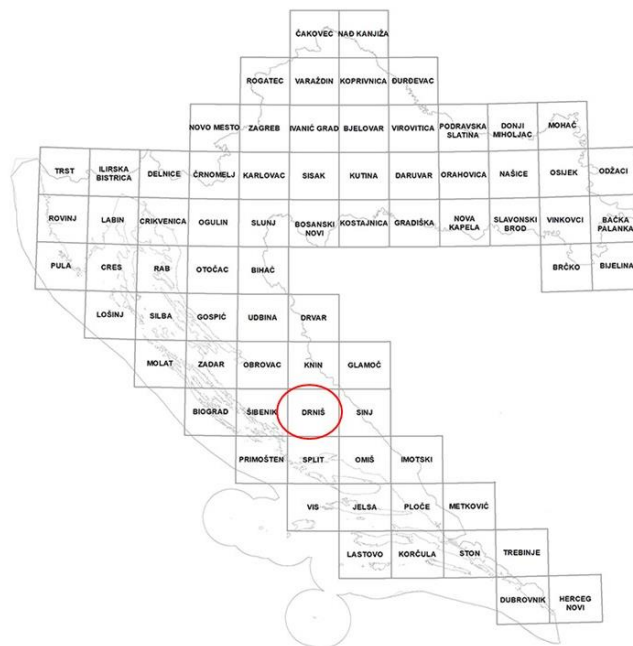 ČAKOVEC NAĐ KANJIŽA
ROGATEC VARAŽDIN KOPRIVNICA ĐURĐEVAC
NOVO MESTO ZAGREB IVANIĆ GRAD BJELOVAR VIROVITICA PODRAVSKA SLATINA DONJI MIHOLJAC MOHAČ
TRST ILIRSKA BISTRICA DELNICE ČRNOMELJ KARLOVAC SISAK KUTINA DARUVAR ORAHOVICA NAŠICE OSIJEK ODŽACI
ROVINJ LABIN CRIKVENICA OGULIN SLUNJ BOSANSKI NOVI KOSTAJNICA GRADIŠKA NOVA KAPELA SLAVONSKI BROD VINKOVCI BAČKA PALANKA
PULA CRES RAB OTOČAC BIHAĆ BRČKO BIJELINA
LOŠINJ SILBA GOSPIĆ UDBINA DRVAR
MOLAT ZADAR OBROVAC KNIN GLAMOČ
BIOGRAD ŠIBENIK DRNIŠ SINJ
PRIMOŠTEN SPLIT OMIŠ IMOTSKI
VIS JELSA PLOČE METKOVIĆ
LASTOVO KORČULA STON TREBINJE
DUBROVNIK HERCEG NOVI